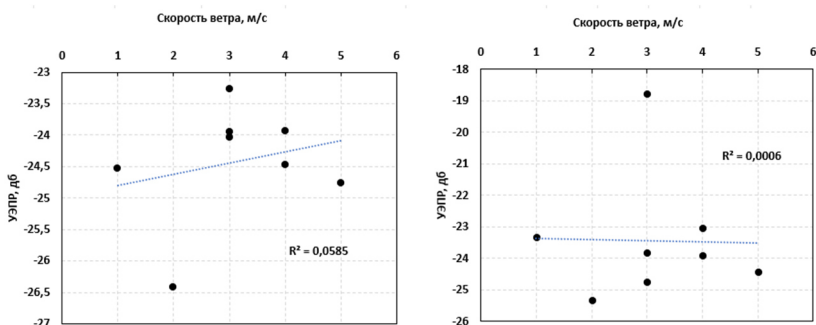 Скорость ветра, м/с
0 1 2 3 4 5 6
-23
-23,5
-24
-24,5
-25
-25,5
-26
-26,5
-27
УЭПР, дб
R² = 0,0585
Скорость ветра, м/с
0 1 2 3 4 5 6
-18
-19
-20
-21
-22
-23
-24
-25
-26
УЭПР, дб
R² = 0,0006